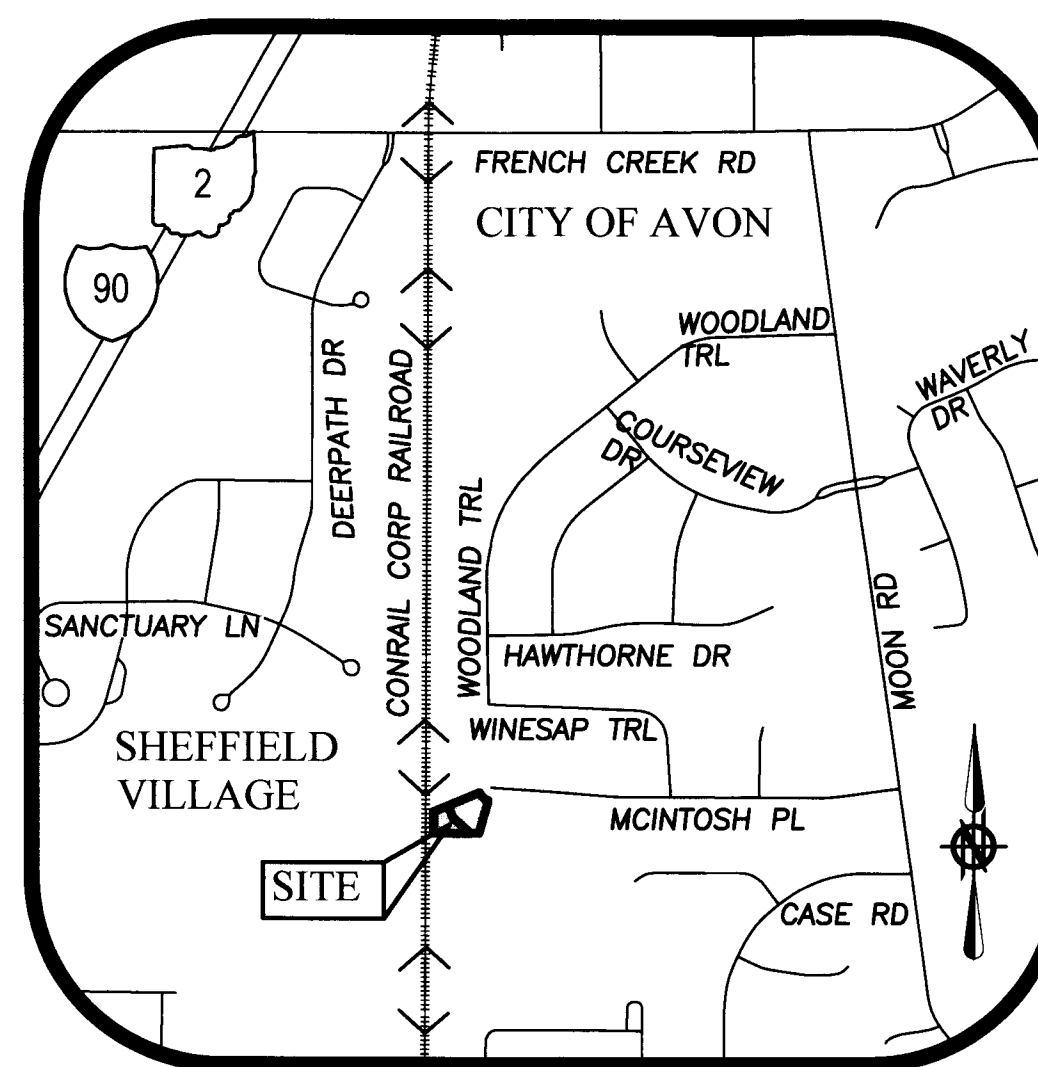 2
FRENCH CREEK RD
CITY OF AVON
90
WOODLAND
TRL
WAVERLY
DR
DEERPATH DR
CONRAIL CORP RAILROAD
COURSEVIEW
DR
WOODLAND TRL
SANCTUARY LN
HAWTHORNE DR
MOON RD
WINESAP TRL
SHEFFIELD
VILLAGE
MCINTOSH PL
N
SITE
CASE RD